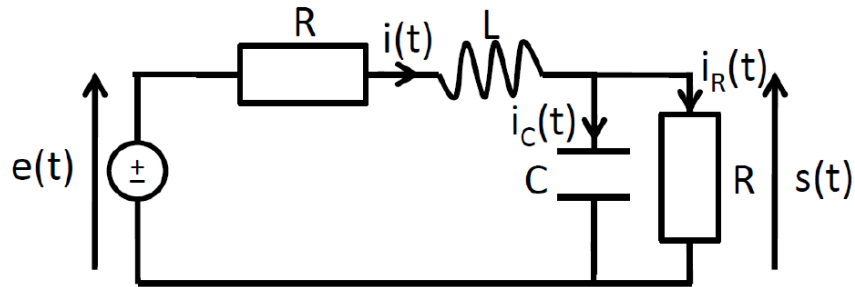 R
i(t)
L
i_R(t)
i_C(t)
e(t)
±
C
R
s(t)